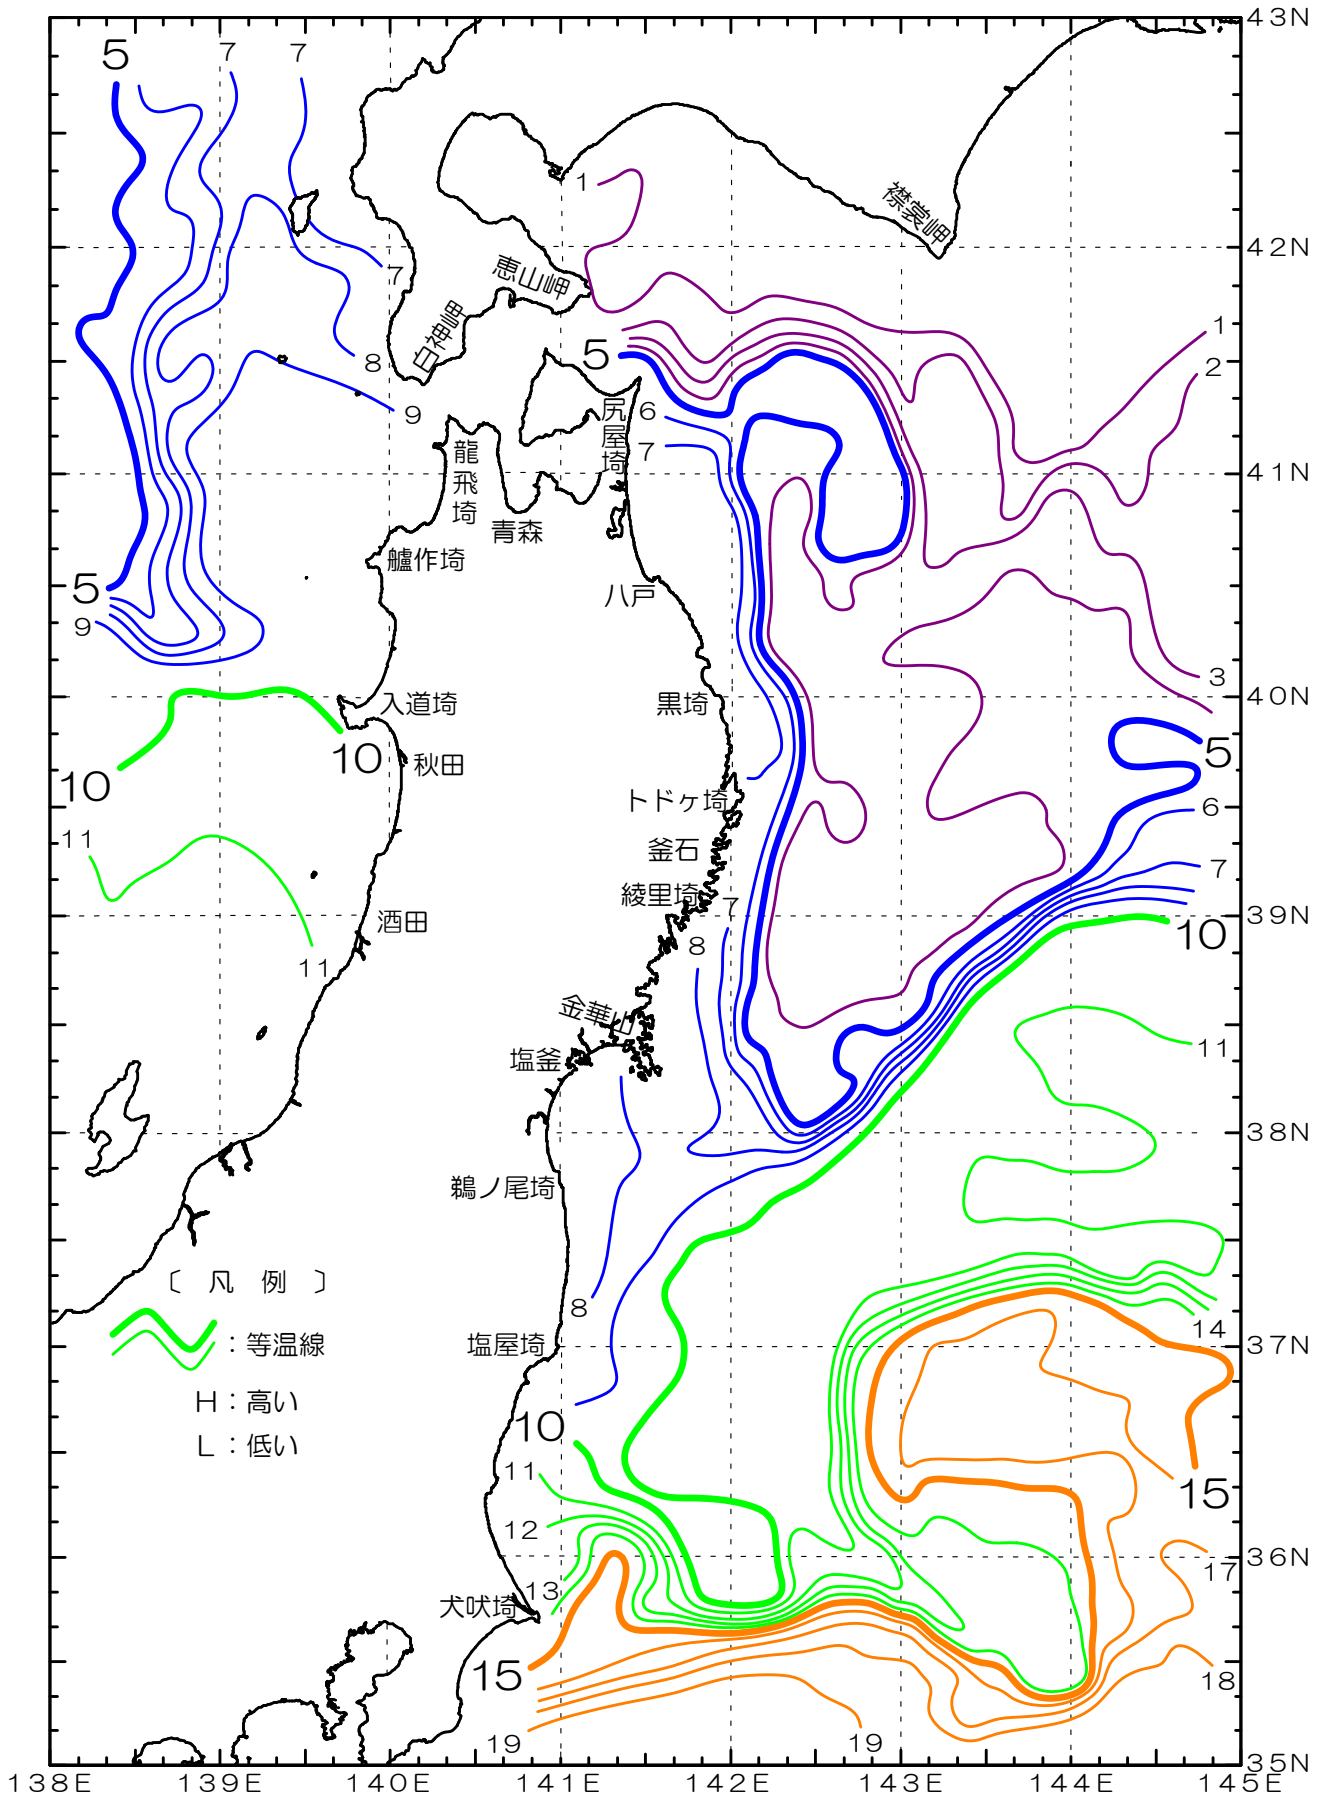 43N
5
7
7
1
襟裳岬
42N
恵山岬
7
白神岬
1
41N
5
2
8
9
6
尻屋埼
7
龍飛埼
青森
艫作埼
5
八戸
9
3
入道埼
黒埼
40N
10
秋田
5
10
トドヶ埼
6
11
釜石
7
綾里埼
7
39N
酒田
10
8
11
金華山
11
塩釜
38N
鵜ノ尾埼
〔 凡 例 〕
8
14
:等温線
塩屋埼
37N
H:高い
10
L:低い
11
15
12
36N
17
13
犬吠埼
15
18
19
19
35N
138E
139E
140E
141E
142E
143E
144E
145E